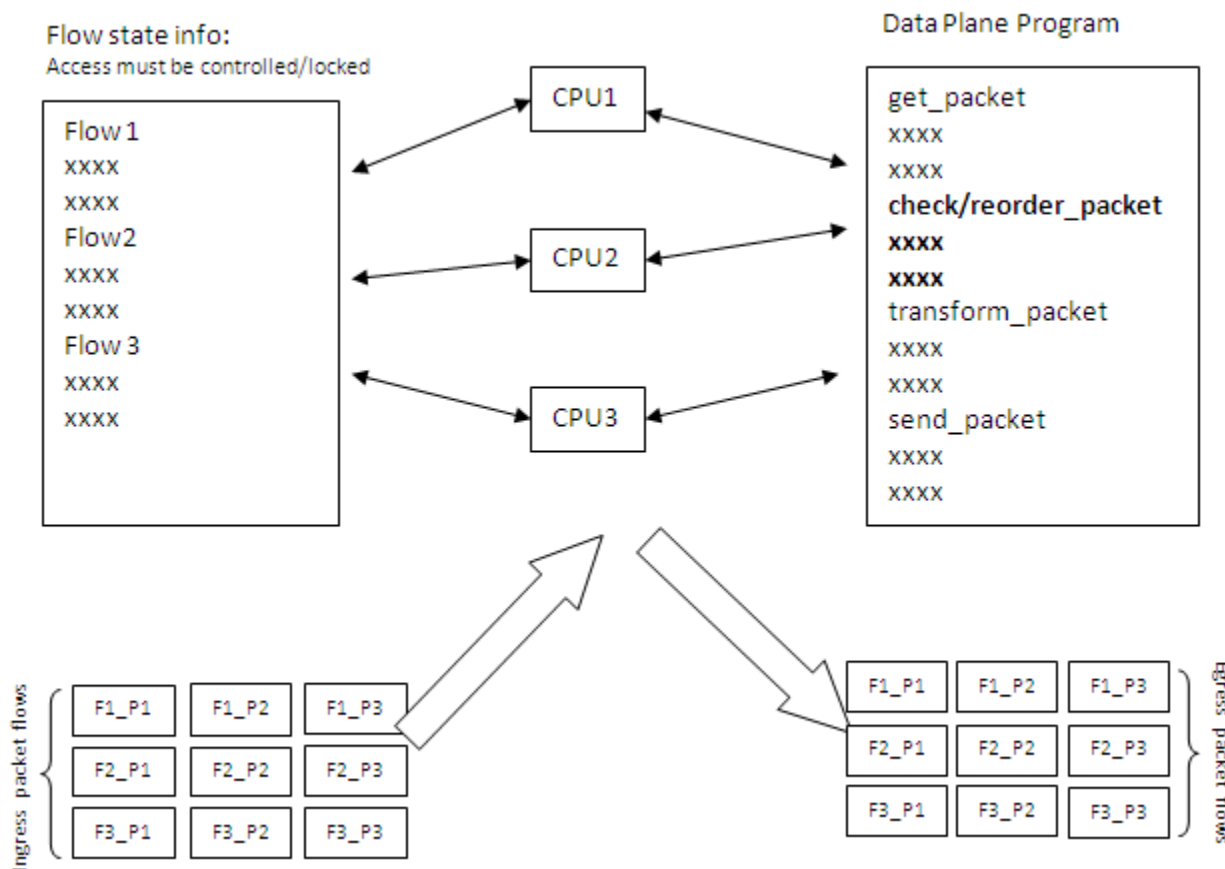 Flow state info:
Access must be controlled/locked
Flow 1
xxxx
xxxx
Flow2
xxxx
xxxx
Flow 3
xxxx
xxxx
CPU1
CPU2
CPU3
Data Plane Program
get_packet
xxxx
xxxx
check/reorder_packet
xxxx
xxxx
transform_packet
xxxx
xxxx
send_packet
xxxx
xxxx
Ingress packet flows
F1_P1 F1_P2 F1_P3
F2_P1 F2_P2 F2_P3
F3_P1 F3_P2 F3_P3
F1_P1 F1_P2 F1_P3
F2_P1 F2_P2 F2_P3
F3_P1 F3_P2 F3_P3
Egress packet flows